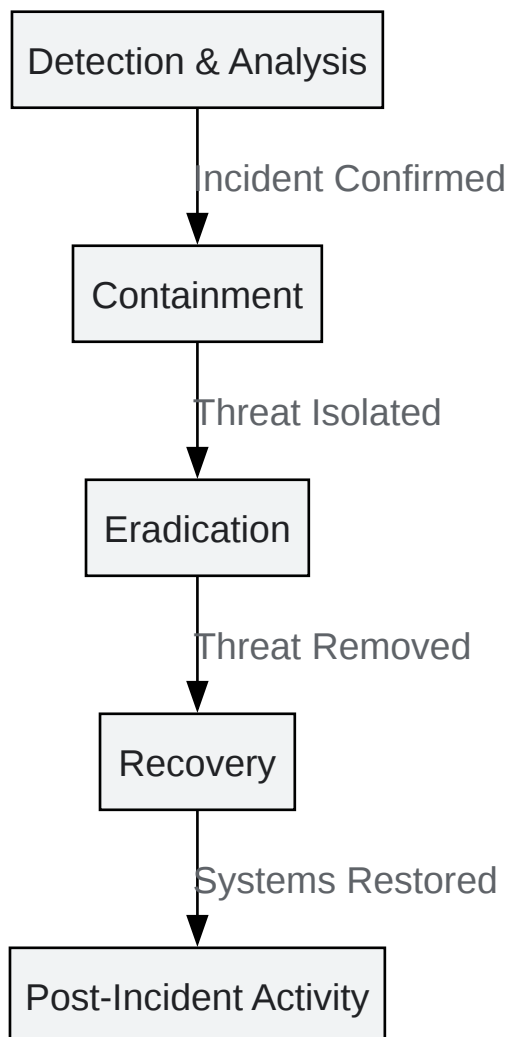 Detection & Analysis
Incident Confirmed
Containment
Threat Isolated
Eradication
Threat Removed
Recovery
Systems Restored
Post-Incident Activity